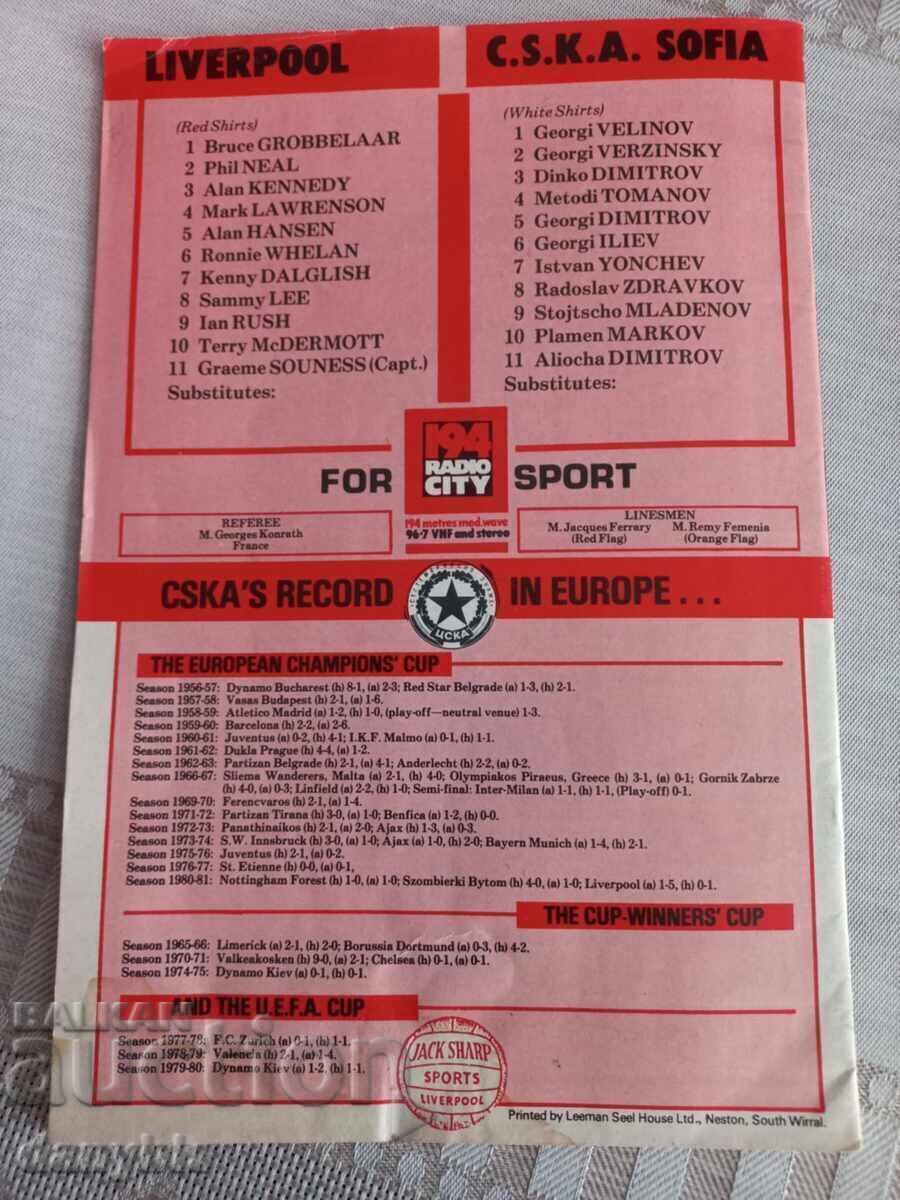 LIVERPOOL
(Red Shirts)
1 Bruce GROBBELAAR
2 Phil NEAL
3 Alan KENNEDY
4 Mark LAWRENSON
5 Alan HANSEN
6 Ronnie WHELAN
7 Kenny DALGLISH
8 Sammy LEE
9 Ian RUSH
10 Terry McDERMOTT
11 Graeme SOUNESS (Capt.)
Substitutes:
C.S.K.A. SOFIA
(White Shirts)
1 Georgi VELINOV
2 Georgi VERZINSKY
3 Dinko DIMITROV
4 Metodi TOMANOV
5 Georgi DIMITROV
6 Georgi ILIEV
7 Istvan YONCHEV
8 Radoslav ZDRAVKOV
9 Stojtscho MLADENOV
10 Plamen MARKOV
11 Aliocha DIMITROV
Substitutes:
FOR SPORT
194
RADIO
CITY
194 metres med.wave
96·7 VHF and stereo
REFEREE
M. Georges Konrath
France
LINESMEN
M. Jacques Ferrary M. Remy Femenia
(Red Flag) (Orange Flag)
CSKA'S RECORD IN EUROPE . . .
ЦСКА
THE EUROPEAN CHAMPIONS' CUP
Season 1956-57: Dynamo Bucharest (h) 8-1, (a) 2-3; Red Star Belgrade (a) 1-3, (h) 2-1.
Season 1957-58: Vasas Budapest (h) 2-1, (a) 1-6.
Season 1958-59: Atletico Madrid (a) 1-2, (h) 1-0, (play-off—neutral venue) 1-3.
Season 1959-60: Barcelona (h) 2-2, (a) 2-6.
Season 1960-61: Juventus (a) 0-2, (h) 4-1; I.K.F. Malmo (a) 0-1, (h) 1-1.
Season 1961-62: Dukla Prague (h) 4-4, (a) 1-2.
Season 1962-63: Partizan Belgrade (h) 2-1, (a) 4-1; Anderlecht (h) 2-2, (a) 0-2.
Season 1966-67: Sliema Wanderers, Malta (a) 2-1, (h) 4-0; Olympiakos Piraeus, Greece (h) 3-1, (a) 0-1; Gornik Zabrze
(h) 4-0, (a) 0-3; Linfield (a) 2-2, (h) 1-0; Semi-final: Inter-Milan (a) 1-1, (h) 1-1, (Play-off) 0-1.
Season 1969-70: Ferencvaros (h) 2-1, (a) 1-4.
Season 1971-72: Partizan Tirana (h) 3-0, (a) 1-0; Benfica (a) 1-2, (h) 0-0.
Season 1972-73: Panathinaikos (h) 2-1, (a) 2-0; Ajax (h) 1-3, (a) 0-3.
Season 1973-74: S.W. Innsbruck (h) 3-0, (a) 1-0; Ajax (a) 1-0, (h) 2-0; Bayern Munich (a) 1-4, (h) 2-1.
Season 1975-76: Juventus (h) 2-1, (a) 0-2.
Season 1976-77: St. Etienne (h) 0-0, (a) 0-1,
Season 1980-81: Nottingham Forest (h) 1-0, (a) 1-0; Szombierki Bytom (h) 4-0, (a) 1-0; Liverpool (a) 1-5, (h) 0-1.
THE CUP-WINNERS' CUP
Season 1965-66: Limerick (a) 2-1, (h) 2-0; Borussia Dortmund (a) 0-3, (h) 4-2.
Season 1970-71: Valkeakosken (h) 9-0, (a) 2-1; Chelsea (h) 0-1, (a) 0-1.
Season 1974-75: Dynamo Kiev (a) 0-1, (h) 0-1.
AND THE U.E.F.A. CUP
Season 1977-78: F.C. Zurich (a) 0-1, (h) 1-1.
Season 1978-79: Valencia (h) 2-1, (a) 1-4.
Season 1979-80: Dynamo Kiev (a) 1-2. (h) 1-1.
JACK SHARP
SPORTS
LIVERPOOL
Printed by Leeman Seel House Ltd., Neston, South Wirral.
BALKAN
auction